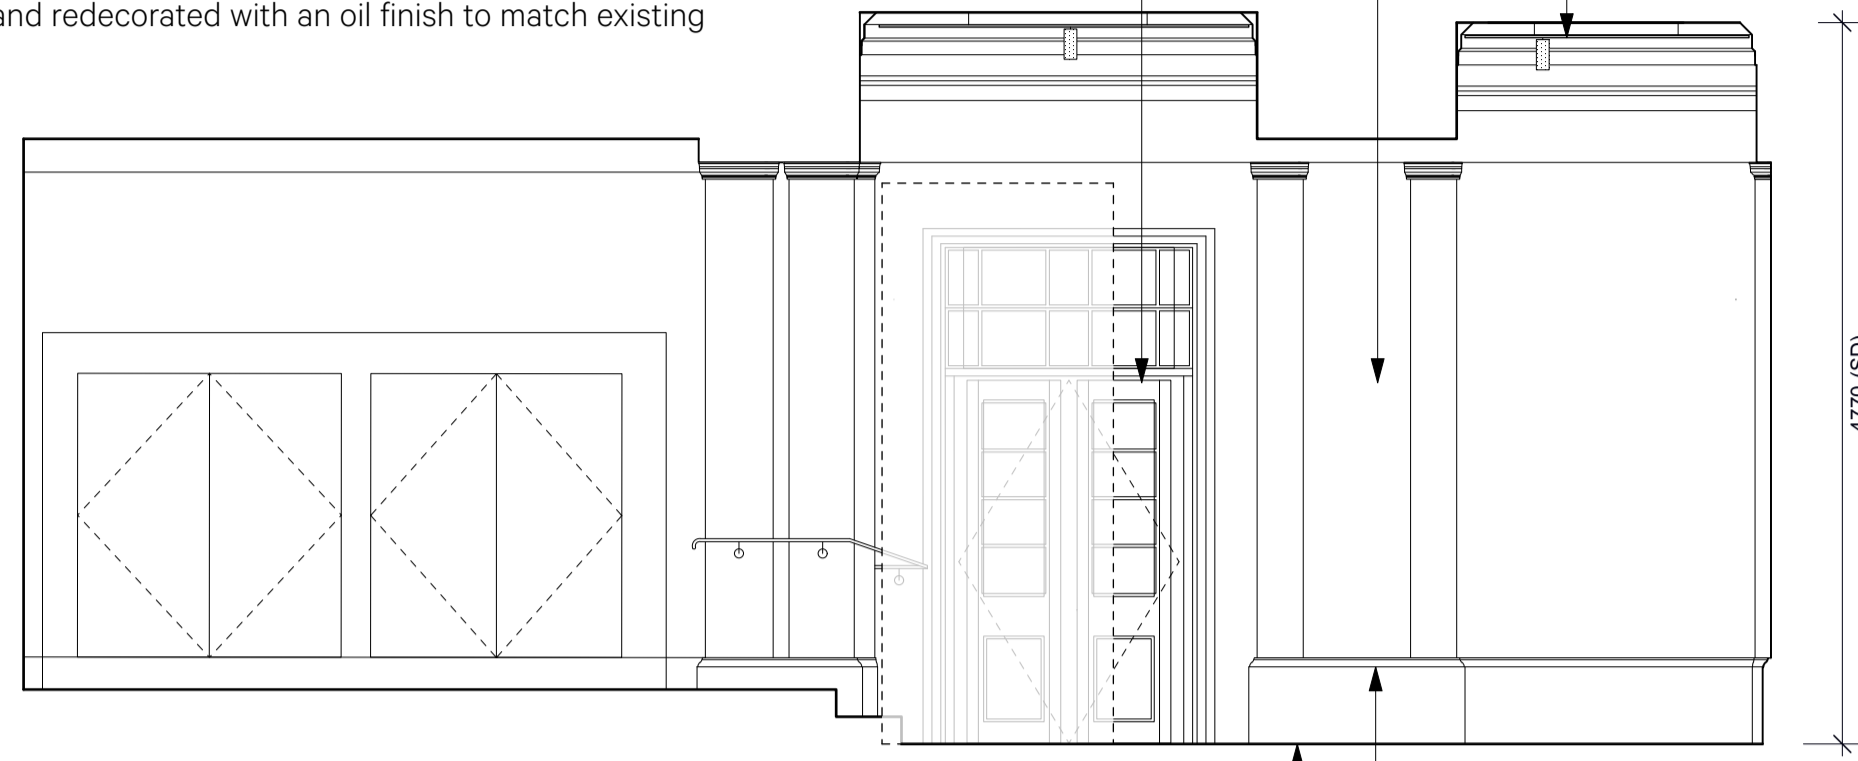 and redecorated with an oil finish to match existing